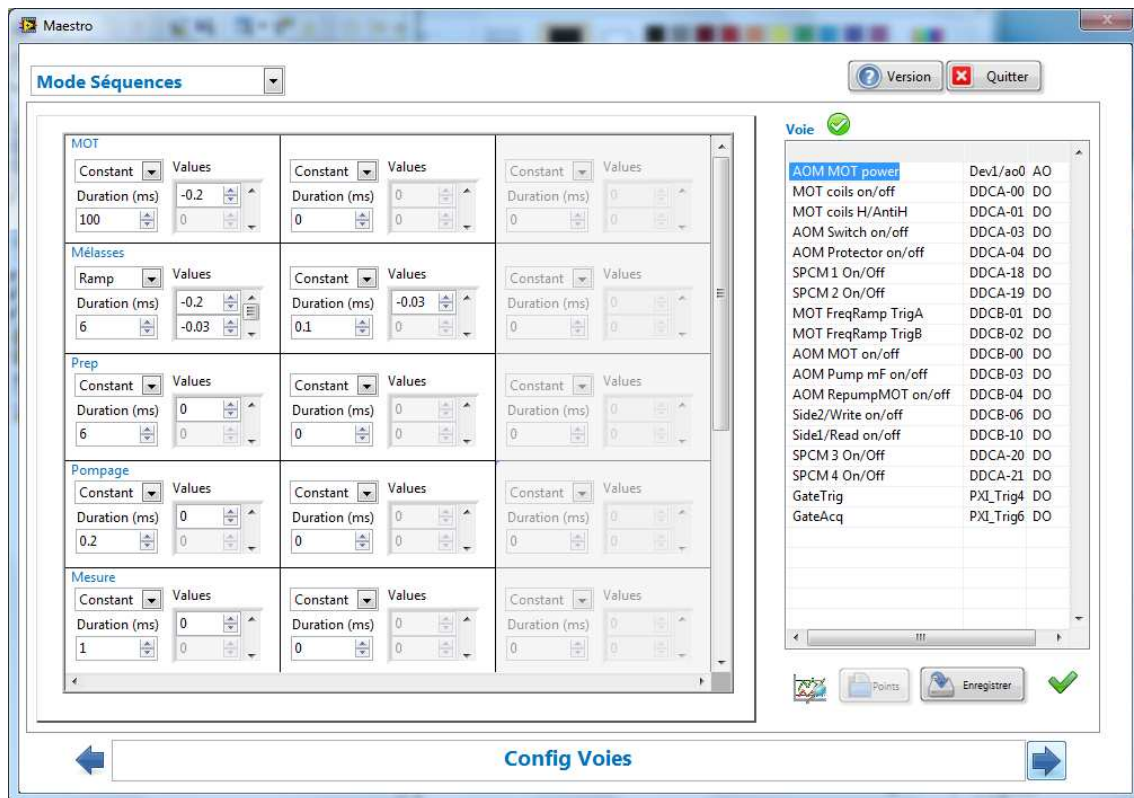 Maestro
Mode Séquences
Version
Quitter
MOT
Constant Values Constant Values Constant Values
Duration (ms) -0.2 Duration (ms) 0 Duration (ms) 0
100 0 0 0 0 0
Mélasses
Ramp Values Constant Values Constant Values
Duration (ms) -0.2 Duration (ms) -0.03 Duration (ms) 0
6 -0.03 0.1 0 0 0
Prep
Constant Values Constant Values Constant Values
Duration (ms) 0 Duration (ms) 0 Duration (ms) 0
6 0 0 0 0 0
Pompage
Constant Values Constant Values Constant Values
Duration (ms) 0 Duration (ms) 0 Duration (ms) 0
0.2 0 0 0 0 0
Mesure
Constant Values Constant Values Constant Values
Duration (ms) 0 Duration (ms) 0 Duration (ms) 0
1 0 0 0 0 0
Voie
AOM MOT power Dev1/ao0 AO
MOT coils on/off DDCA-00 DO
MOT coils H/AntiH DDCA-01 DO
AOM Switch on/off DDCA-03 DO
AOM Protector on/off DDCA-04 DO
SPCM 1 On/Off DDCA-18 DO
SPCM 2 On/Off DDCA-19 DO
MOT FreqRamp TrigA DDCB-01 DO
MOT FreqRamp TrigB DDCB-02 DO
AOM MOT on/off DDCB-00 DO
AOM Pump mF on/off DDCB-03 DO
AOM RepumpMOT on/off DDCB-04 DO
Side2/Write on/off DDCB-06 DO
Side1/Read on/off DDCB-10 DO
SPCM 3 On/Off DDCA-20 DO
SPCM 4 On/Off DDCA-21 DO
GateTrig PXI_Trig4 DO
GateAcq PXI_Trig6 DO
Points
Enregistrer
Config Voies